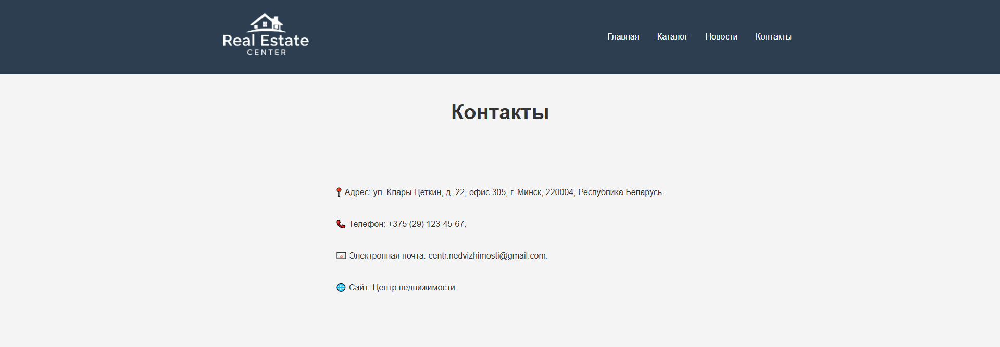 Real Estate
CENTER
Главная Каталог Новости Контакты
Контакты
Адрес: ул. Клары Цеткин, д. 22, офис 305, г. Минск, 220004, Республика Беларусь.
Телефон: +375 (29) 123-45-67.
Электронная почта: centr.nedvizhimosti@gmail.com.
Сайт: Центр недвижимости.